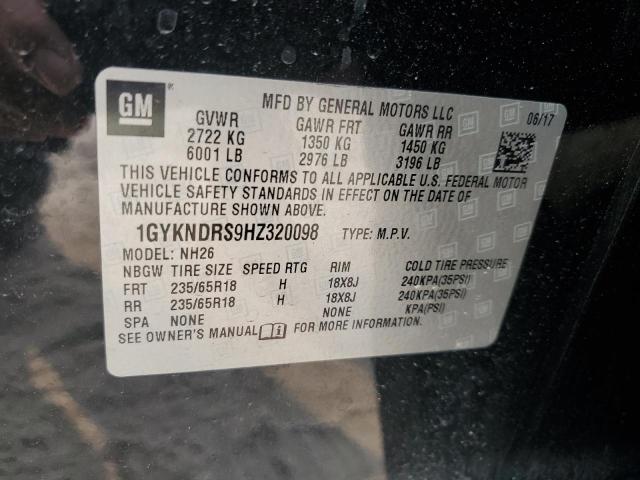 GM
MFD BY GENERAL MOTORS LLC
06/17
GVWR GAWR FRT GAWR RR
2722 KG 1350 KG 1450 KG
6001 LB 2976 LB 3196 LB
THIS VEHICLE CONFORMS TO ALL APPLICABLE U.S. FEDERAL MOTOR
VEHICLE SAFETY STANDARDS IN EFFECT ON THE DATE OF
MANUFACTURE SHOWN ABOVE.
1GYKNDRS9HZ320098 TYPE: M.P.V.
MODEL: NH26
NBGW TIRE SIZE SPEED RTG RIM COLD TIRE PRESSURE
FRT 235/65R18 H 18X8J 240KPA(35PSI)
RR 235/65R18 H 18X8J 240KPA(35PSI)
SPA NONE NONE KPA(PSI)
SEE OWNER'S MANUAL FOR MORE INFORMATION.